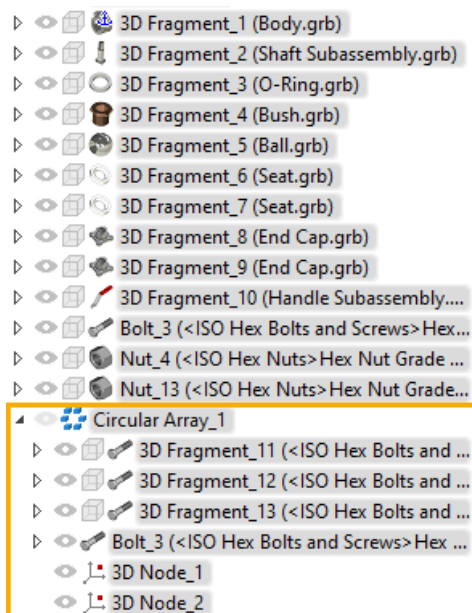 3D Fragment_1 (Body.grb)
3D Fragment_2 (Shaft Subassembly.grb)
3D Fragment_3 (O-Ring.grb)
3D Fragment_4 (Bush.grb)
3D Fragment_5 (Ball.grb)
3D Fragment_6 (Seat.grb)
3D Fragment_7 (Seat.grb)
3D Fragment_8 (End Cap.grb)
3D Fragment_9 (End Cap.grb)
3D Fragment_10 (Handle Subassembly....
Bolt_3 (<ISO Hex Bolts and Screws>Hex...
Nut_4 (<ISO Hex Nuts>Hex Nut Grade ...
Nut_13 (<ISO Hex Nuts>Hex Nut Grade...
Circular Array_1
3D Fragment_11 (<ISO Hex Bolts and ...
3D Fragment_12 (<ISO Hex Bolts and ...
3D Fragment_13 (<ISO Hex Bolts and ...
Bolt_3 (<ISO Hex Bolts and Screws>Hex ...
3D Node_1
3D Node_2